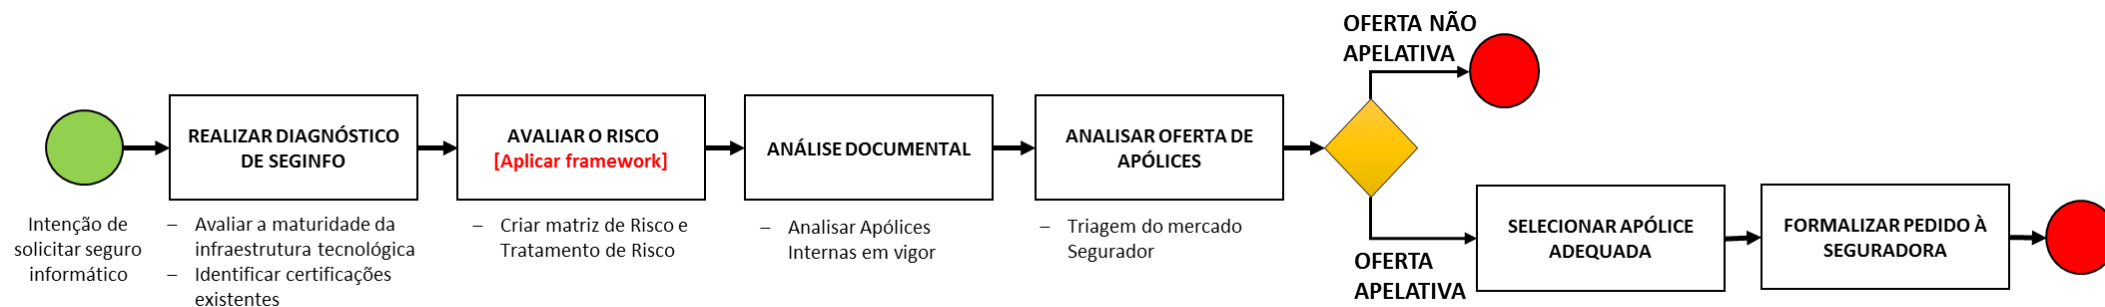 OFERTA NÃO
APELATIVA
REALIZAR DIAGNÓSTICO
DE SEGINFO
AVALIAR O RISCO
[Aplicar framework]
ANÁLISE DOCUMENTAL
ANALISAR OFERTA DE
APÓLICES
Intenção de
solicitar seguro
informático
– Avaliar a maturidade da
infraestrutura tecnológica
– Identificar certificações
existentes
– Criar matriz de Risco e
Tratamento de Risco
– Analisar Apólices
Internas em vigor
– Triagem do mercado
Segurador
OFERTA
APELATIVA
SELECIONAR APÓLICE
ADEQUADA
FORMALIZAR PEDIDO À
SEGURADORA